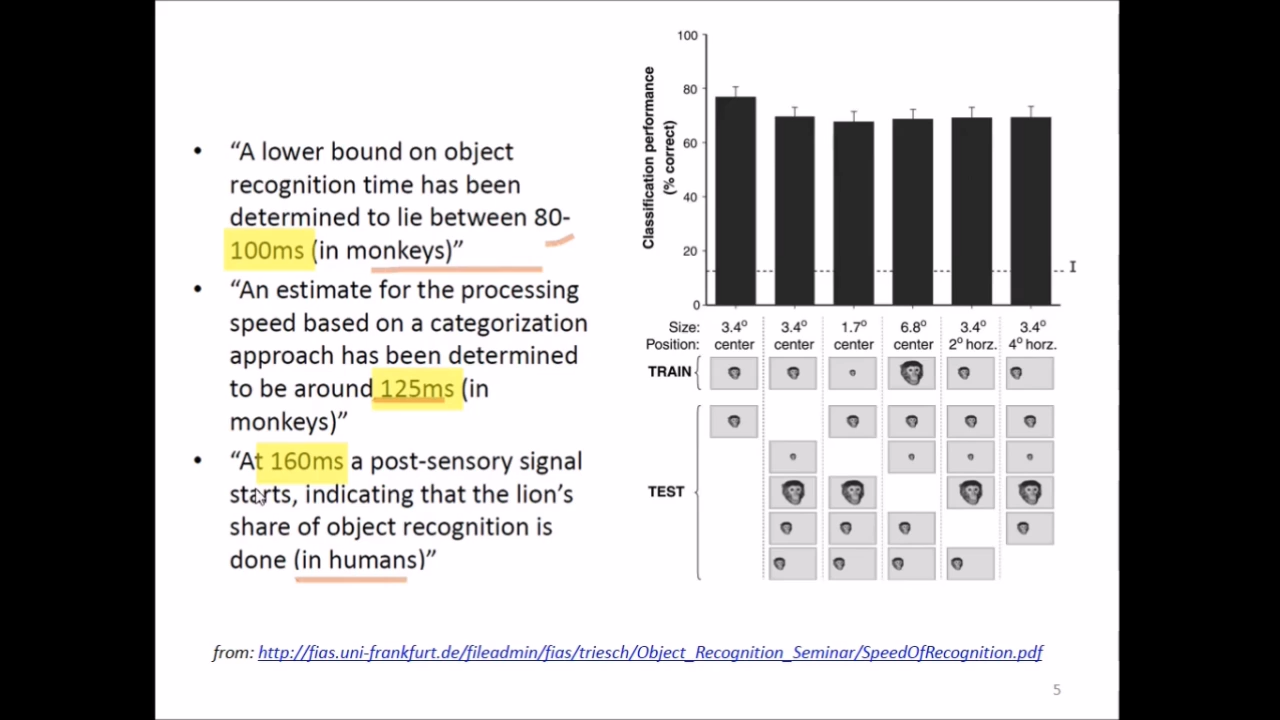 • “A lower bound on object
recognition time has been
determined to lie between 80-
100ms (in monkeys)”
• “An estimate for the processing
speed based on a categorization
approach has been determined
to be around 125ms (in
monkeys)”
• “At 160ms a post-sensory signal
starts, indicating that the lion’s
share of object recognition is
done (in humans)”
Classification performance
(% correct)
100
80
60
40
20
0
Size: 3.4° 3.4° 1.7° 6.8° 3.4° 3.4°
Position: center center center center 2° horz. 4° horz.
TRAIN
TEST
from: http://fias.uni-frankfurt.de/fileadmin/fias/triesch/Object_Recognition_Seminar/SpeedOfRecognition.pdf
5